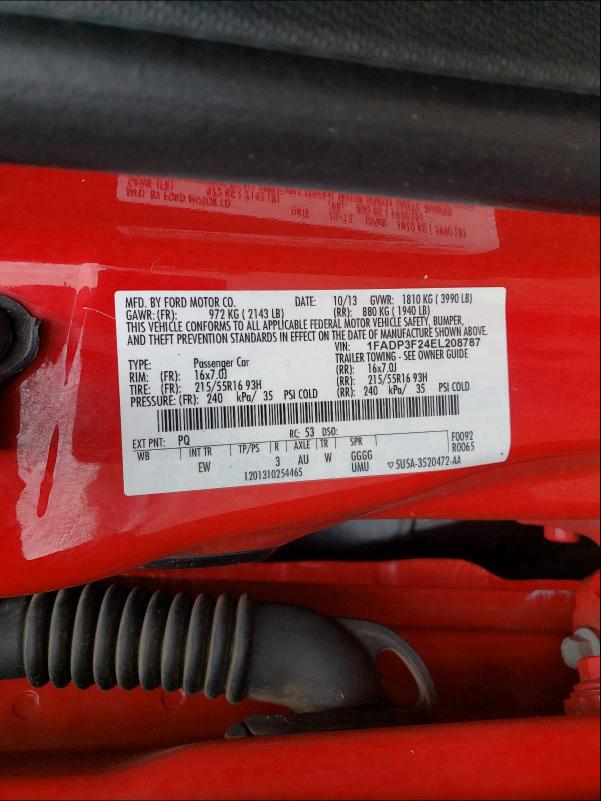 MFD. BY FORD MOTOR CO. DATE: 10/13 GVWR: 1810 KG ( 3990 LB)
GAWR: (FR): 972 KG ( 2143 LB) (RR): 880 KG ( 1940 LB)
THIS VEHICLE CONFORMS TO ALL APPLICABLE FEDERAL MOTOR VEHICLE SAFETY, BUMPER,
AND THEFT PREVENTION STANDARDS IN EFFECT ON THE DATE OF MANUFACTURE SHOWN ABOVE.
VIN: 1FADP3F24EL208787
TYPE: Passenger Car TRAILER TOWING - SEE OWNER GUIDE
RIM: (FR): 16x7.0J (RR): 16x7.0J
TIRE: (FR): 215/55R16 93H (RR): 215/55R16 93H
PRESSURE: (FR): 240 kPa/ 35 PSI COLD (RR): 240 kPa/ 35 PSI COLD
EXT PNT: PQ RC: 53 DSO: F0092
WB INT TR TP/PS R AXLE TR SPR R0065
EW 3 AU W GGGG
UMU 5U5A-3520472-AA
1201310254465